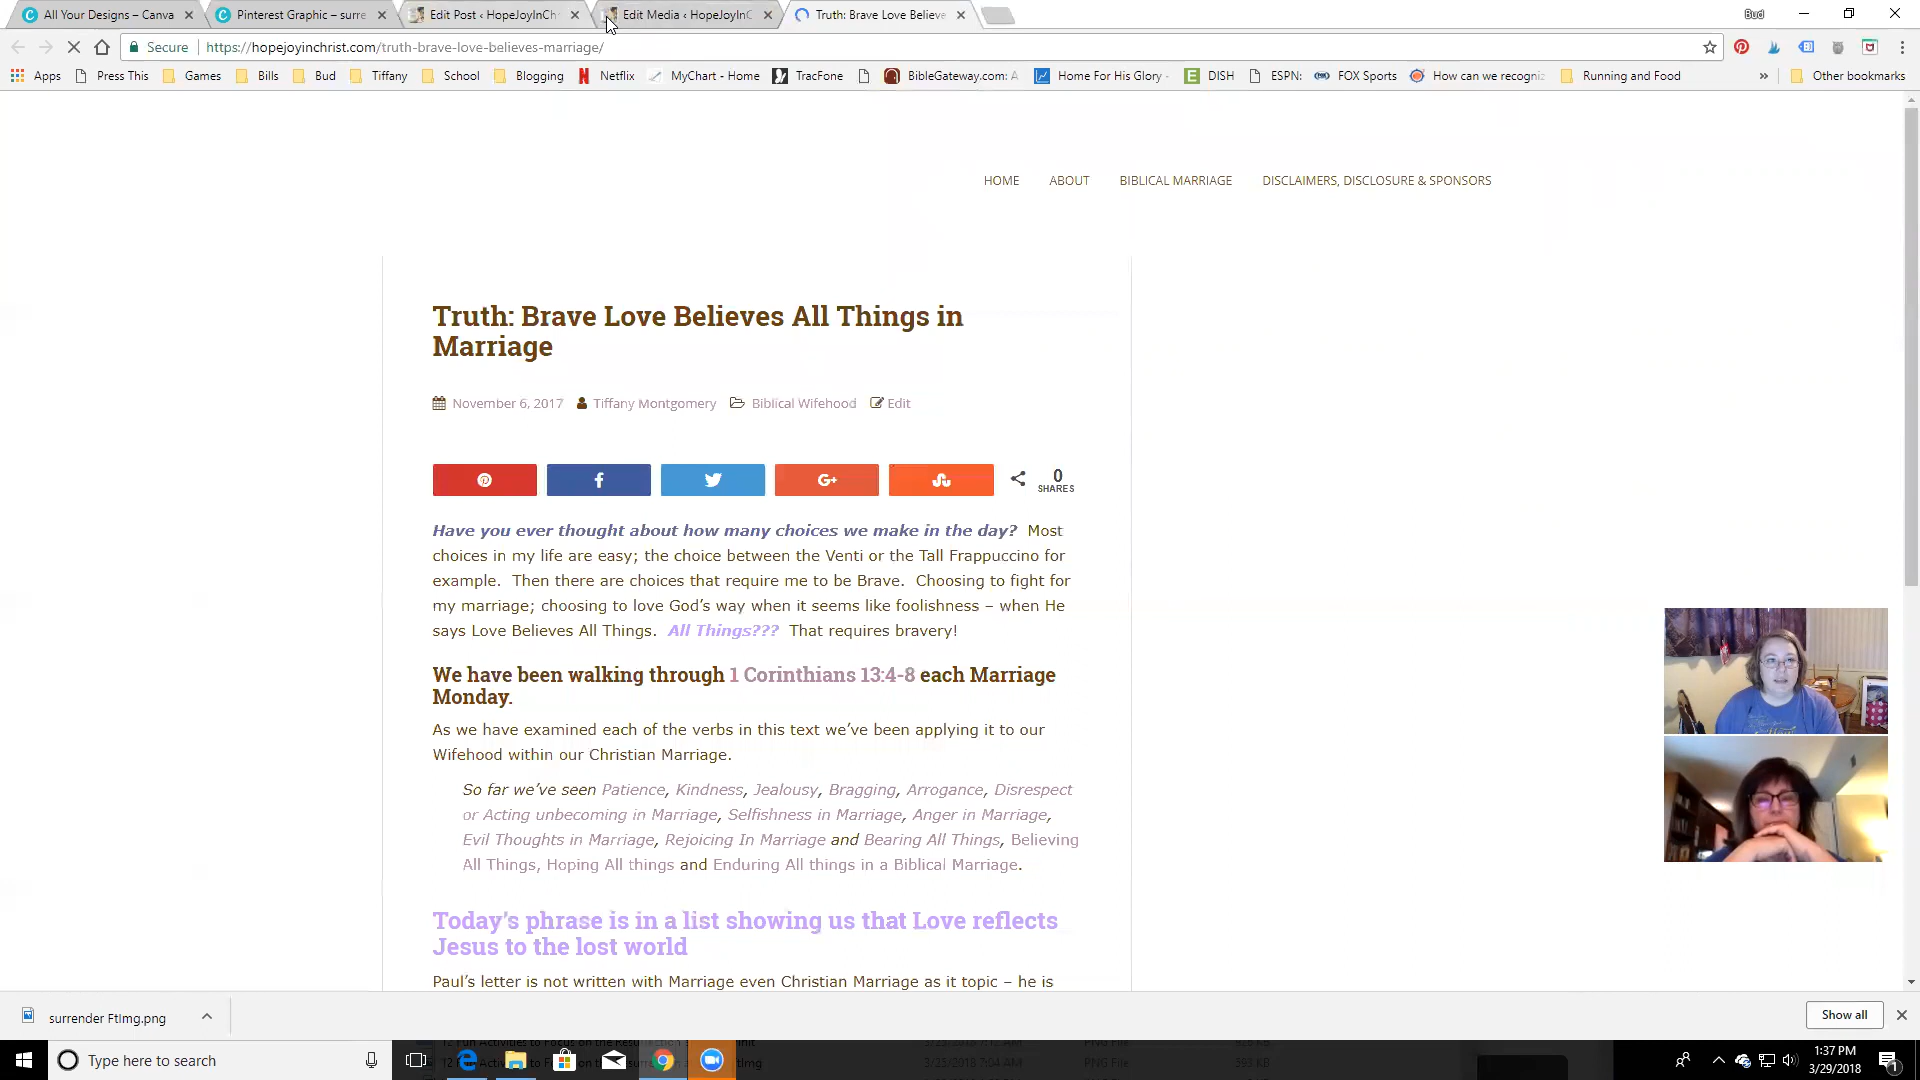 All Your Designs – Canva
Pinterest Graphic – surre
Edit Post ‹ HopeJoyInCh
Edit Media ‹ HopeJoyInC
Truth: Brave Love Believe
Bud
Secure
https://hopejoyinchrist.com/truth-brave-love-believes-marriage/
Apps Press This Games Bills Bud Tiffany School Blogging Netflix MyChart - Home TracFone BibleGateway.com: A Home For His Glory - DISH ESPN: FOX Sports How can we recogni Running and Food » Other bookmarks
HOME ABOUT BIBLICAL MARRIAGE DISCLAIMERS, DISCLOSURE & SPONSORS
Truth: Brave Love Believes All Things in
Marriage
November 6, 2017 Tiffany Montgomery Biblical Wifehood Edit
0
SHARES
Have you ever thought about how many choices we make in the day? Most
choices in my life are easy; the choice between the Venti or the Tall Frappuccino for
example. Then there are choices that require me to be Brave. Choosing to fight for
my marriage; choosing to love God’s way when it seems like foolishness – when He
says Love Believes All Things. All Things??? That requires bravery!
We have been walking through 1 Corinthians 13:4-8 each Marriage
Monday.
As we have examined each of the verbs in this text we’ve been applying it to our
Wifehood within our Christian Marriage.
So far we’ve seen Patience, Kindness, Jealousy, Bragging, Arrogance, Disrespect
or Acting unbecoming in Marriage, Selfishness in Marriage, Anger in Marriage,
Evil Thoughts in Marriage, Rejoicing In Marriage and Bearing All Things, Believing
All Things, Hoping All things and Enduring All things in a Biblical Marriage.
Today’s phrase is in a list showing us that Love reflects
Jesus to the lost world
Paul’s letter is not written with Marriage even Christian Marriage as it topic – he is
surrender FtImg.png
Show all
Type here to search
1:37 PM
3/29/2018
1